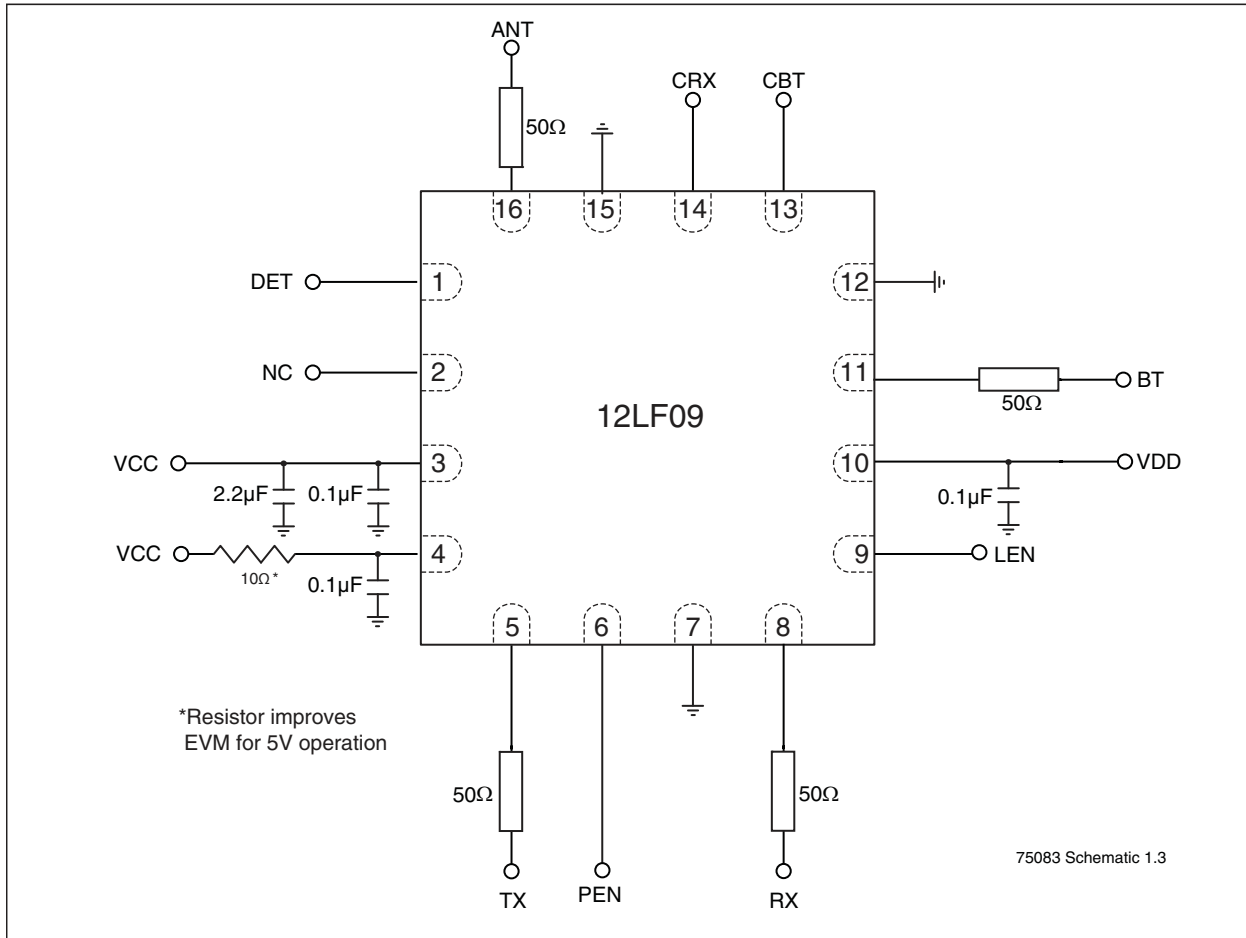 ANT
50Ω
CRX
CBT
16
15
14
13
DET
1
12
NC
2
11
BT
50Ω
12LF09
VCC
3
10
VDD
2.2µF
0.1µF
0.1µF
VCC
4
9
LEN
10Ω*
0.1µF
5
6
7
8
*Resistor improves
EVM for 5V operation
50Ω
50Ω
75083 Schematic 1.3
TX
PEN
RX